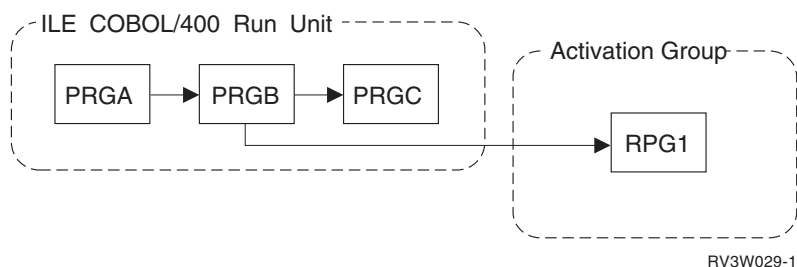 ILE COBOL/400 Run Unit
Activation Group
PRGA
PRGB
PRGC
RPG1
RV3W029-1